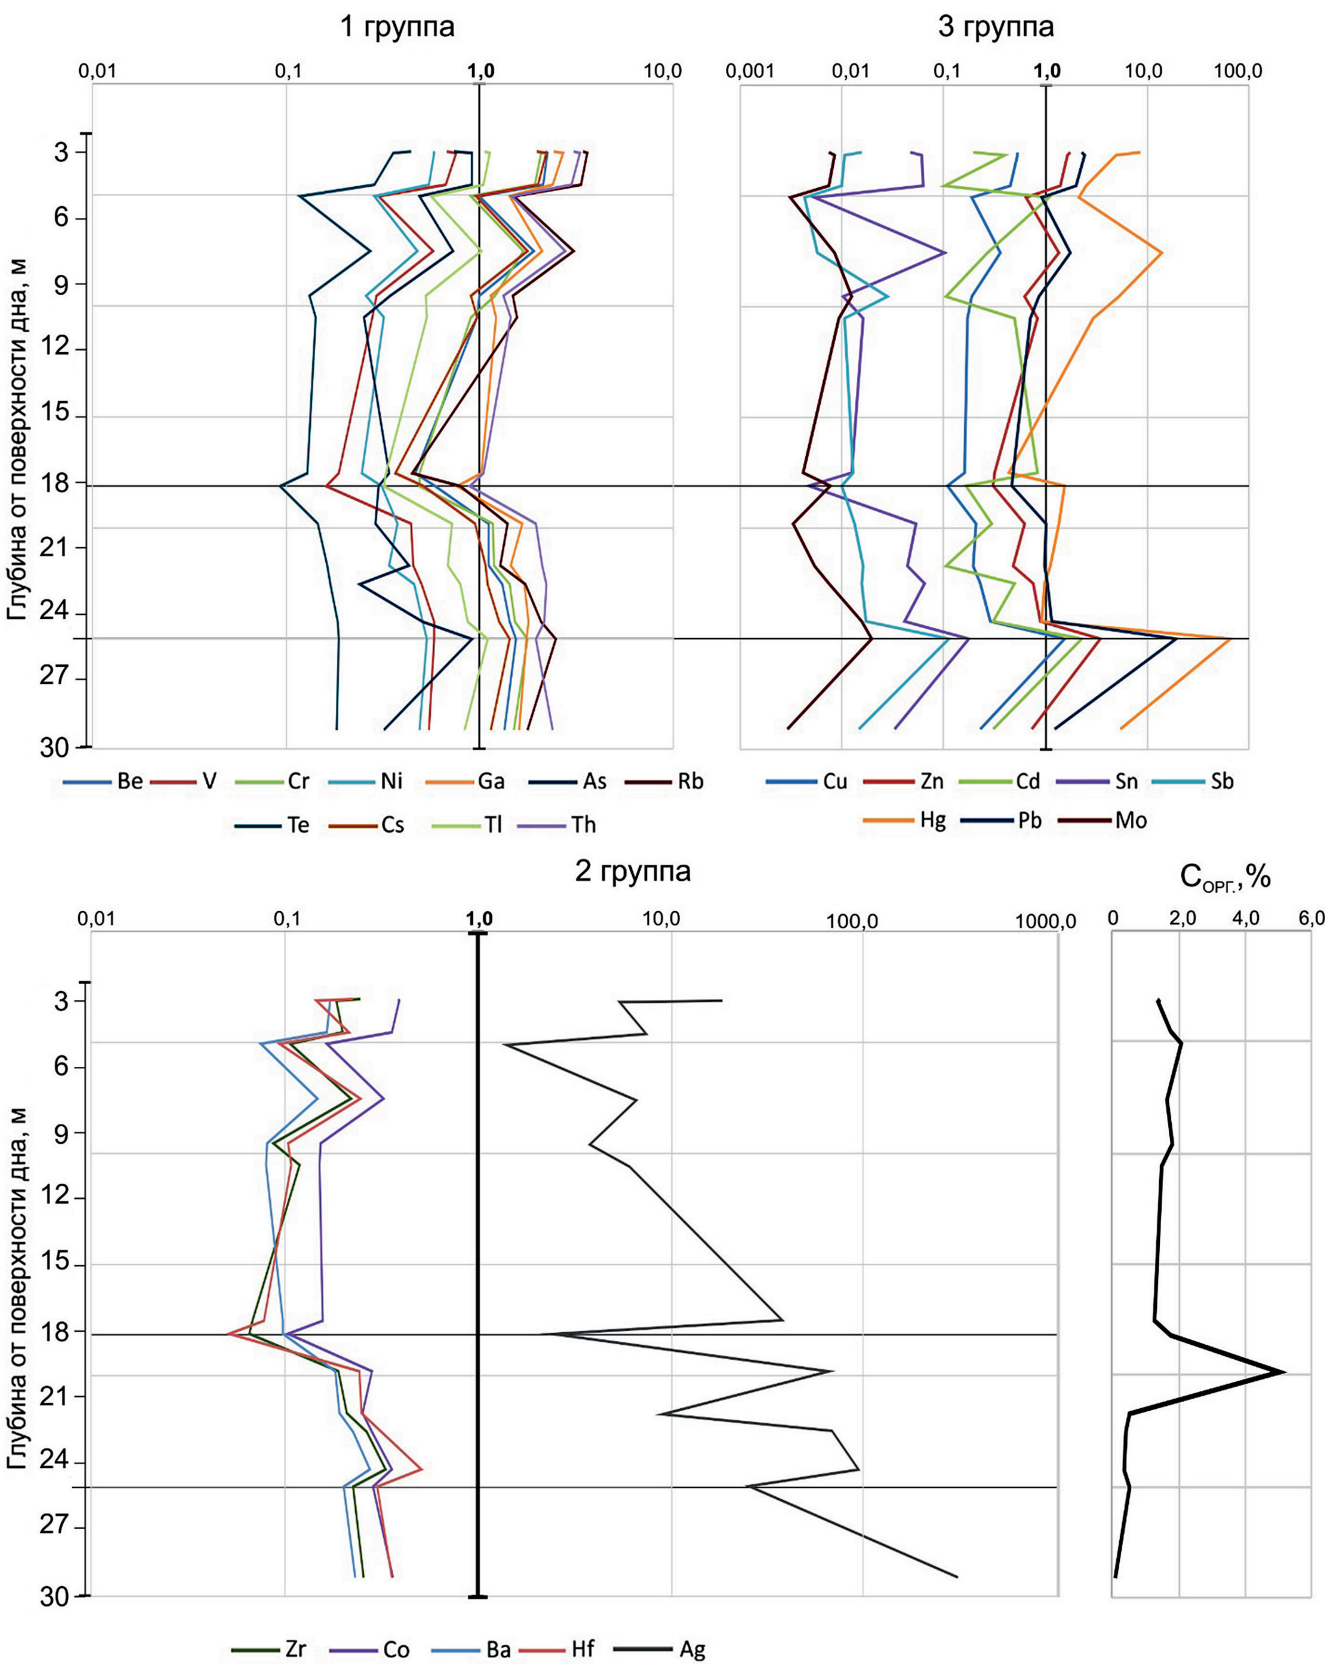 1 группа
3 группа
0,01 0,1 1,0 10,0
0,001 0,01 0,1 1,0 10,0 100,0
Глубина от поверхности дна, м
3
6
9
12
15
18
21
24
27
30
Be V Cr Ni Ga As Rb
Te Cs Tl Th
Cu Zn Cd Sn Sb
Hg Pb Mo
2 группа
Cорг.,%
0,01 0,1 1,0 10,0 100,0 1000,0
0 2,0 4,0 6,0
Глубина от поверхности дна, м
3
6
9
12
15
18
21
24
27
30
Zr Co Ba Hf Ag